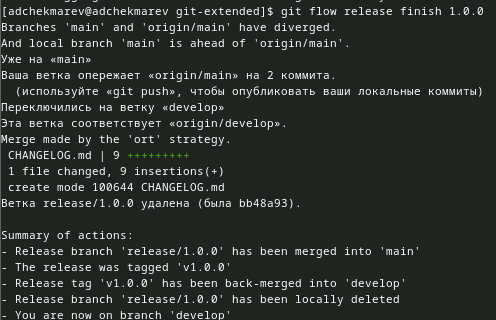 [adchekmarev@adchekmarev git-extended]$ git flow release finish 1.0.0
Branches 'main' and 'origin/main' have diverged.
And local branch 'main' is ahead of 'origin/main'.
Уже на «main»
Ваша ветка опережает «origin/main» на 2 коммита.
  (используйте «git push», чтобы опубликовать ваши локальные коммиты)
Переключились на ветку «develop»
Эта ветка соответствует «origin/develop».
Merge made by the 'ort' strategy.
 CHANGELOG.md | 9 +++++++++
 1 file changed, 9 insertions(+)
 create mode 100644 CHANGELOG.md
Ветка release/1.0.0 удалена (была bb48a93).

Summary of actions:
- Release branch 'release/1.0.0' has been merged into 'main'
- The release was tagged 'v1.0.0'
- Release tag 'v1.0.0' has been back-merged into 'develop'
- Release branch 'release/1.0.0' has been locally deleted
- You are now on branch 'develop'